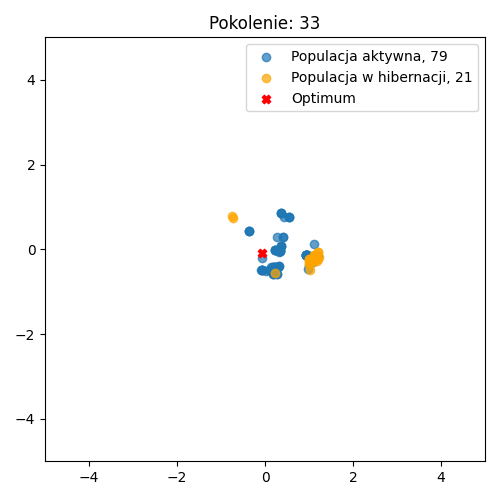 Pokolenie: 33
Populacja aktywna, 79
Populacja w hibernacji, 21
Optimum
4
2
0
−2
−4
−4
−2
0
2
4